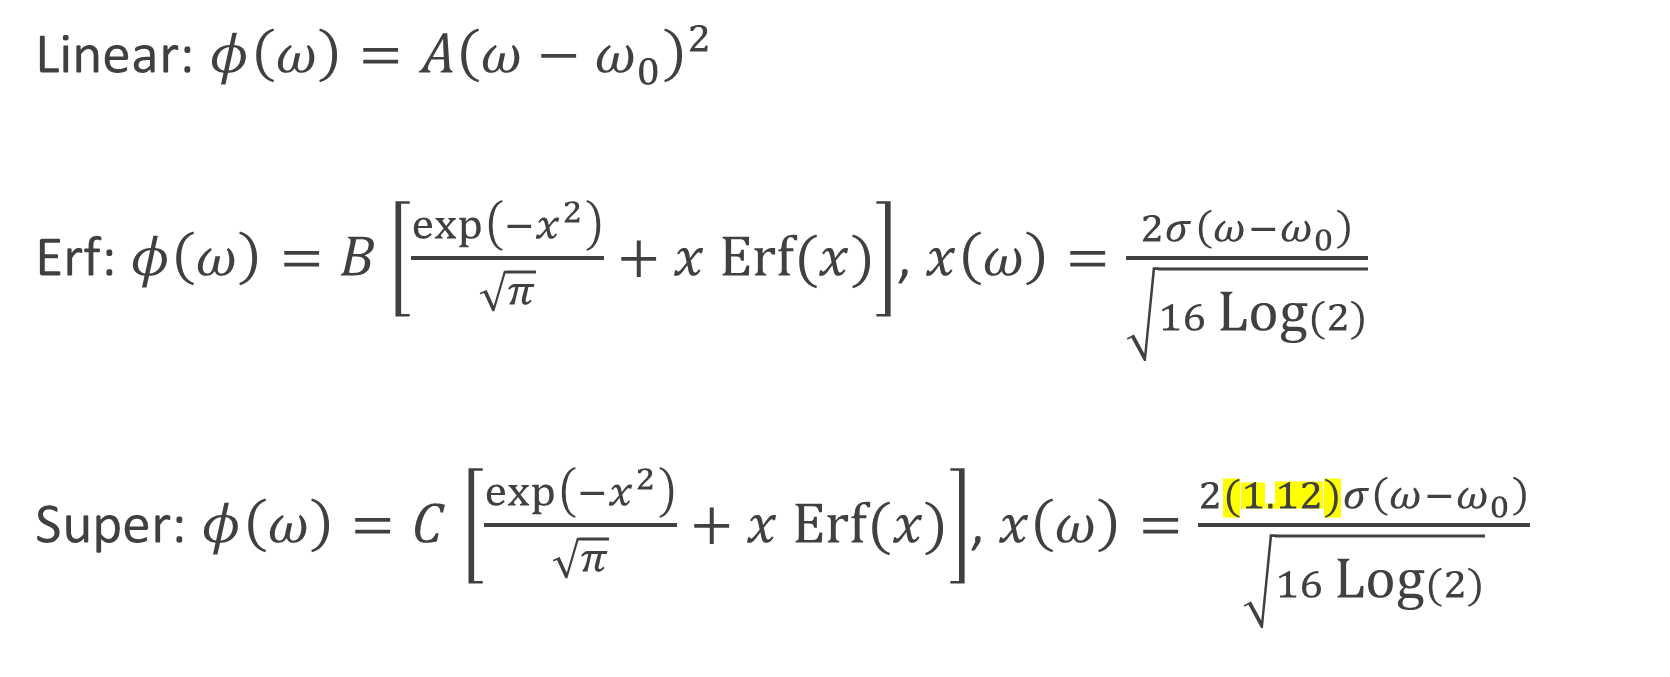 Linear: 𝜙(𝜔) = 𝐴(𝜔 − 𝜔₀)²
Erf: 𝜙(𝜔) = 𝐵 [exp(−𝑥²)/√𝜋 + 𝑥 Erf(𝑥)], 𝑥(𝜔) = 2𝜎(𝜔−𝜔₀)/√(16 Log(2))
Super: 𝜙(𝜔) = 𝐶 [exp(−𝑥²)/√𝜋 + 𝑥 Erf(𝑥)], 𝑥(𝜔) = 2(1.12)𝜎(𝜔−𝜔₀)/√(16 Log(2))